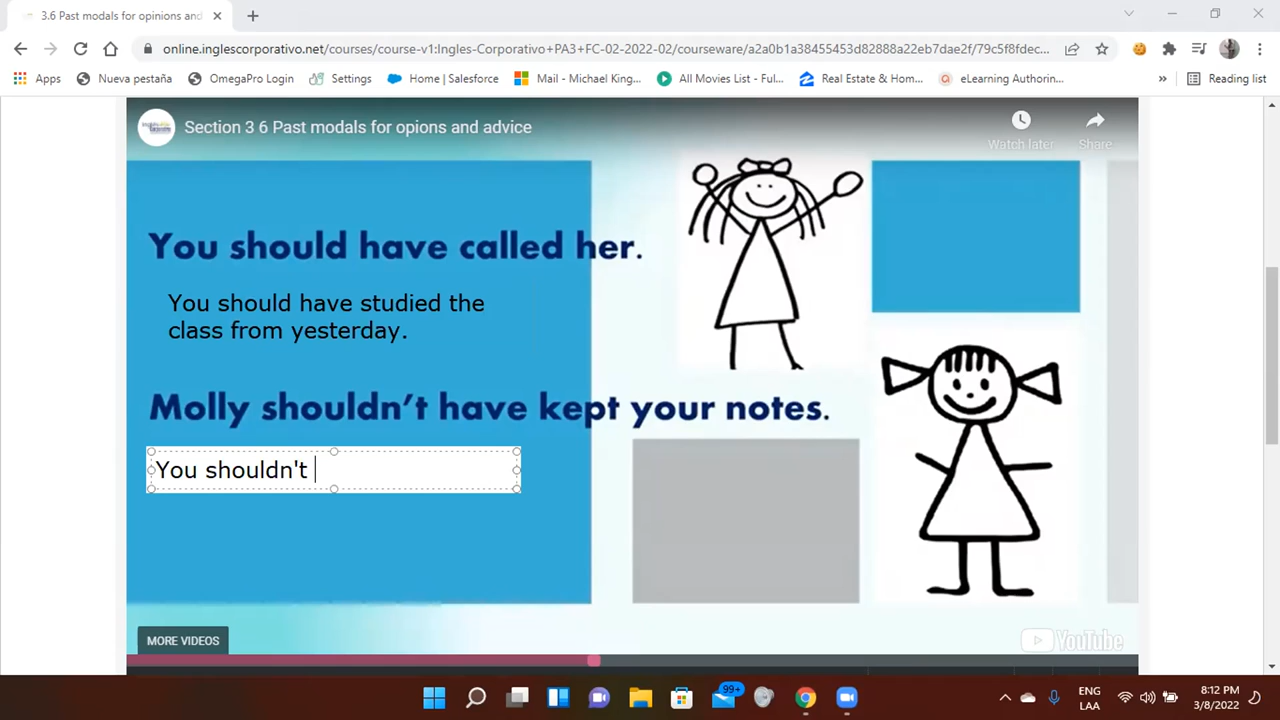 3.6 Past modals for opinions and
online.inglescorporativo.net/courses/course-v1:Ingles-Corporativo+PA3+FC-02-2022-02/courseware/a2a0b1a38455453d82888a22eb7dae2f/79c5f8fdec...
Apps Nueva pestaña OmegaPro Login Settings Home | Salesforce Mail - Michael King... All Movies List - Ful... Real Estate & Hom... eLearning Authorin... » Reading list
Section 3 6 Past modals for opions and advice
Watch later Share
You should have called her.
You should have studied the
class from yesterday.
Molly shouldn't have kept your notes.
You shouldn't
MORE VIDEOS
YouTube
99+
ENG
LAA
8:12 PM
3/8/2022